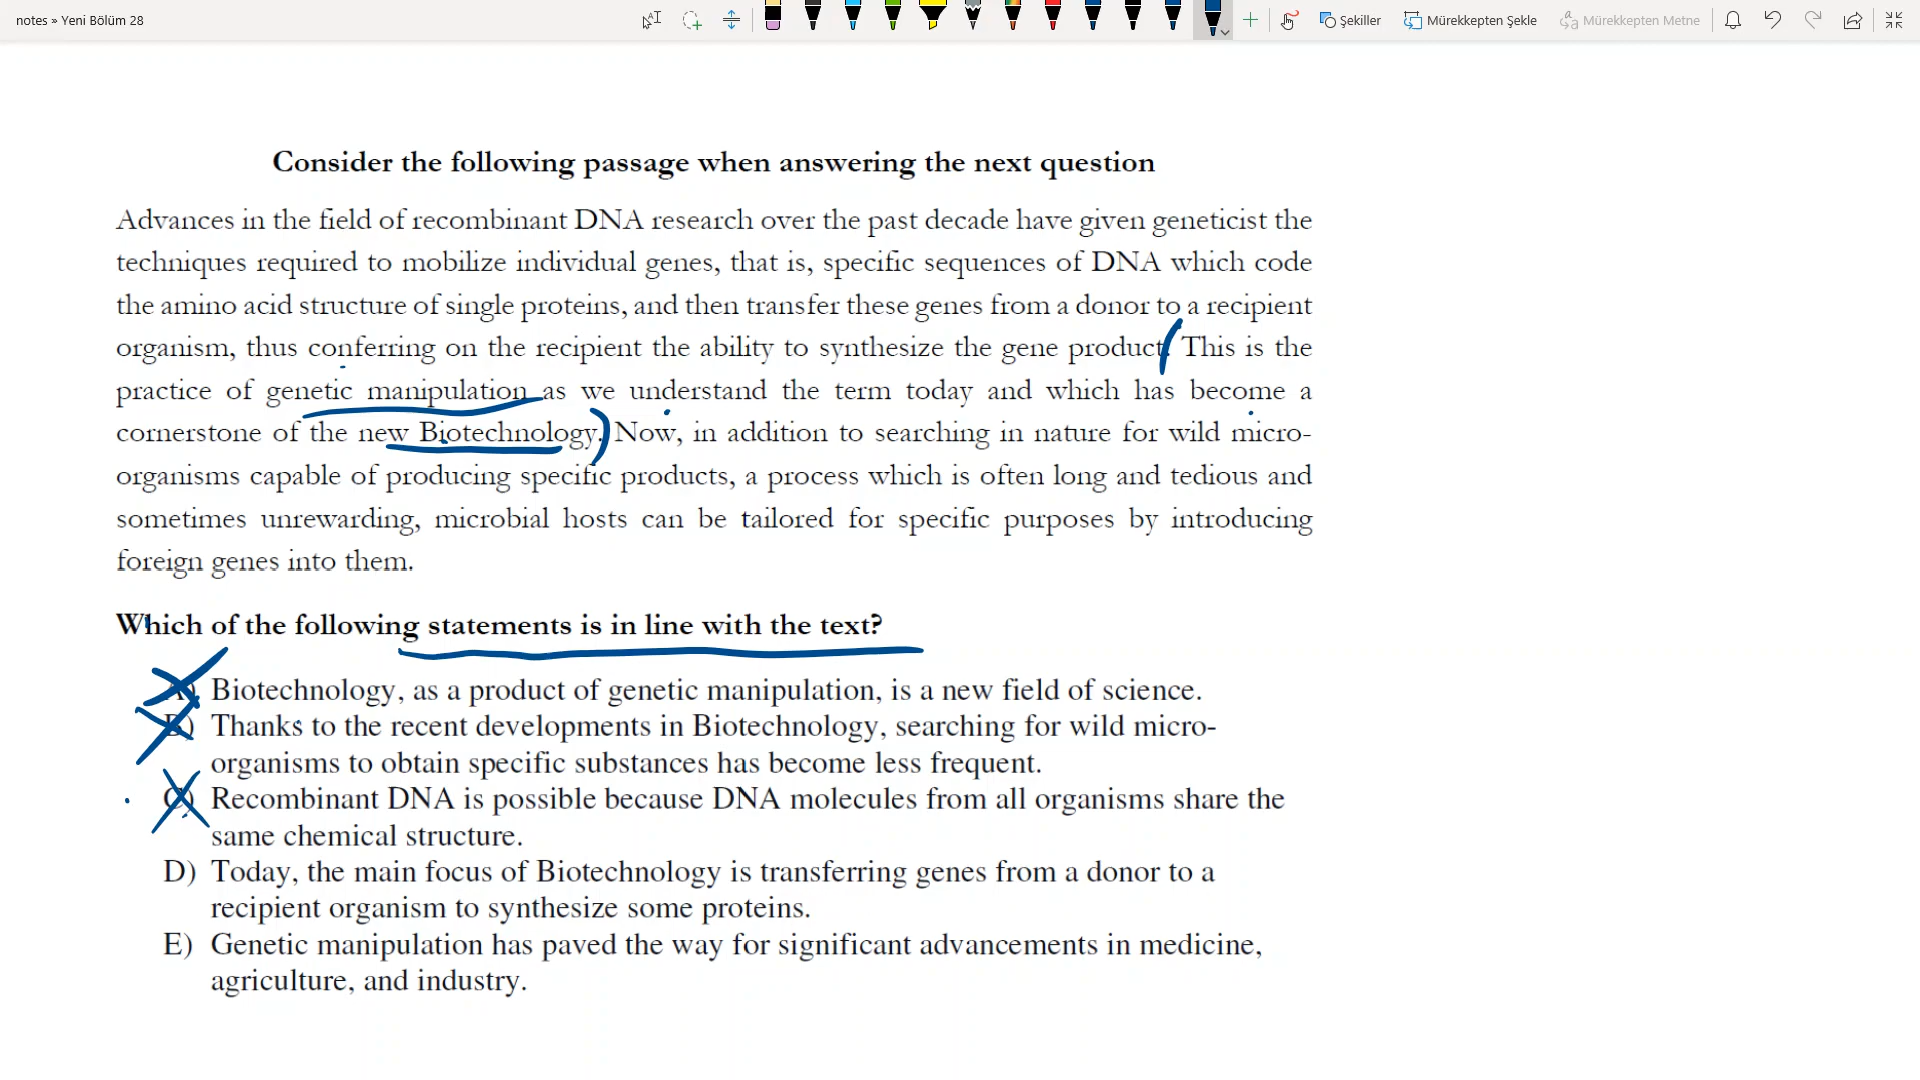 notes » Yeni Bölüm 28
Şekiller
Mürekkepten Şekle
Mürekkepten Metne
Consider the following passage when answering the next question
Advances in the field of recombinant DNA research over the past decade have given geneticist the
techniques required to mobilize individual genes, that is, specific sequences of DNA which code
the amino acid structure of single proteins, and then transfer these genes from a donor to a recipient
organism, thus conferring on the recipient the ability to synthesize the gene product. This is the
practice of genetic manipulation as we understand the term today and which has become a
cornerstone of the new Biotechnology. Now, in addition to searching in nature for wild micro-
organisms capable of producing specific products, a process which is often long and tedious and
sometimes unrewarding, microbial hosts can be tailored for specific purposes by introducing
foreign genes into them.
Which of the following statements is in line with the text?
A) Biotechnology, as a product of genetic manipulation, is a new field of science.
B) Thanks to the recent developments in Biotechnology, searching for wild micro-
organisms to obtain specific substances has become less frequent.
C) Recombinant DNA is possible because DNA molecules from all organisms share the
same chemical structure.
D) Today, the main focus of Biotechnology is transferring genes from a donor to a
recipient organism to synthesize some proteins.
E) Genetic manipulation has paved the way for significant advancements in medicine,
agriculture, and industry.